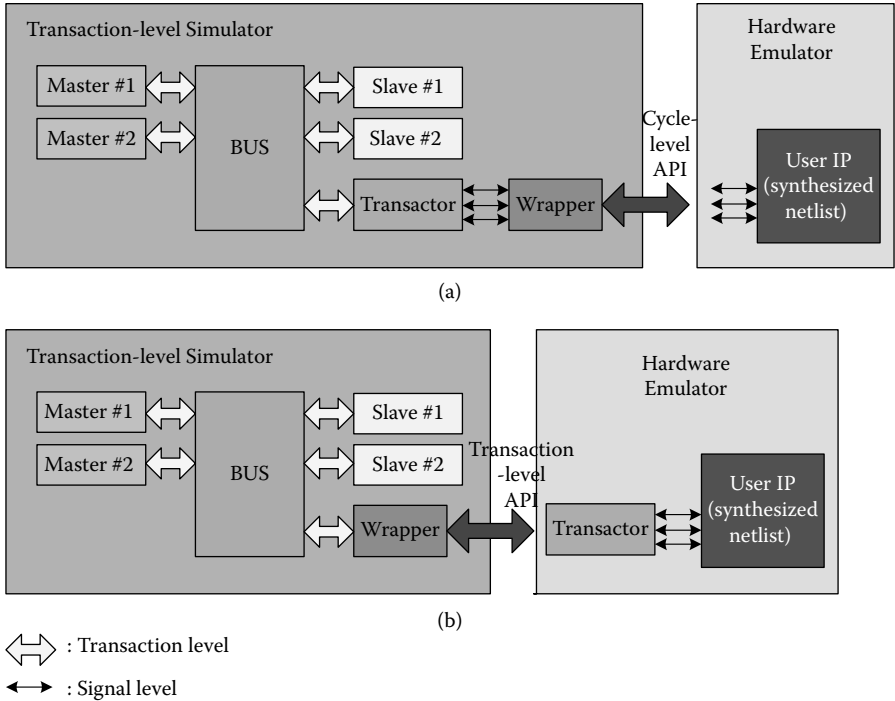 Transaction-level Simulator
Master #1
Master #2
BUS
Slave #1
Slave #2
Transactor
Wrapper
Cycle-
level
API
Hardware
Emulator
User IP
(synthesized
netlist)
(a)
Transaction-level Simulator
Master #1
Master #2
BUS
Slave #1
Slave #2
Wrapper
Transaction
-level
API
Hardware
Emulator
Transactor
User IP
(synthesized
netlist)
(b)
: Transaction level
: Signal level